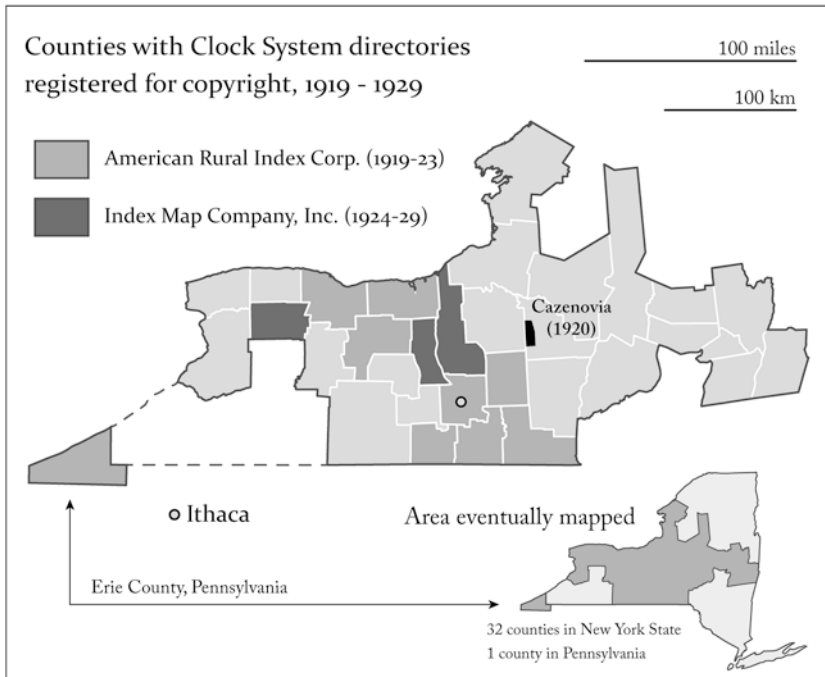 Counties with Clock System directories
registered for copyright, 1919 - 1929
100 miles
100 km
American Rural Index Corp. (1919-23)
Index Map Company, Inc. (1924-29)
Cazenovia
(1920)
Ithaca
Area eventually mapped
Erie County, Pennsylvania
32 counties in New York State
1 county in Pennsylvania